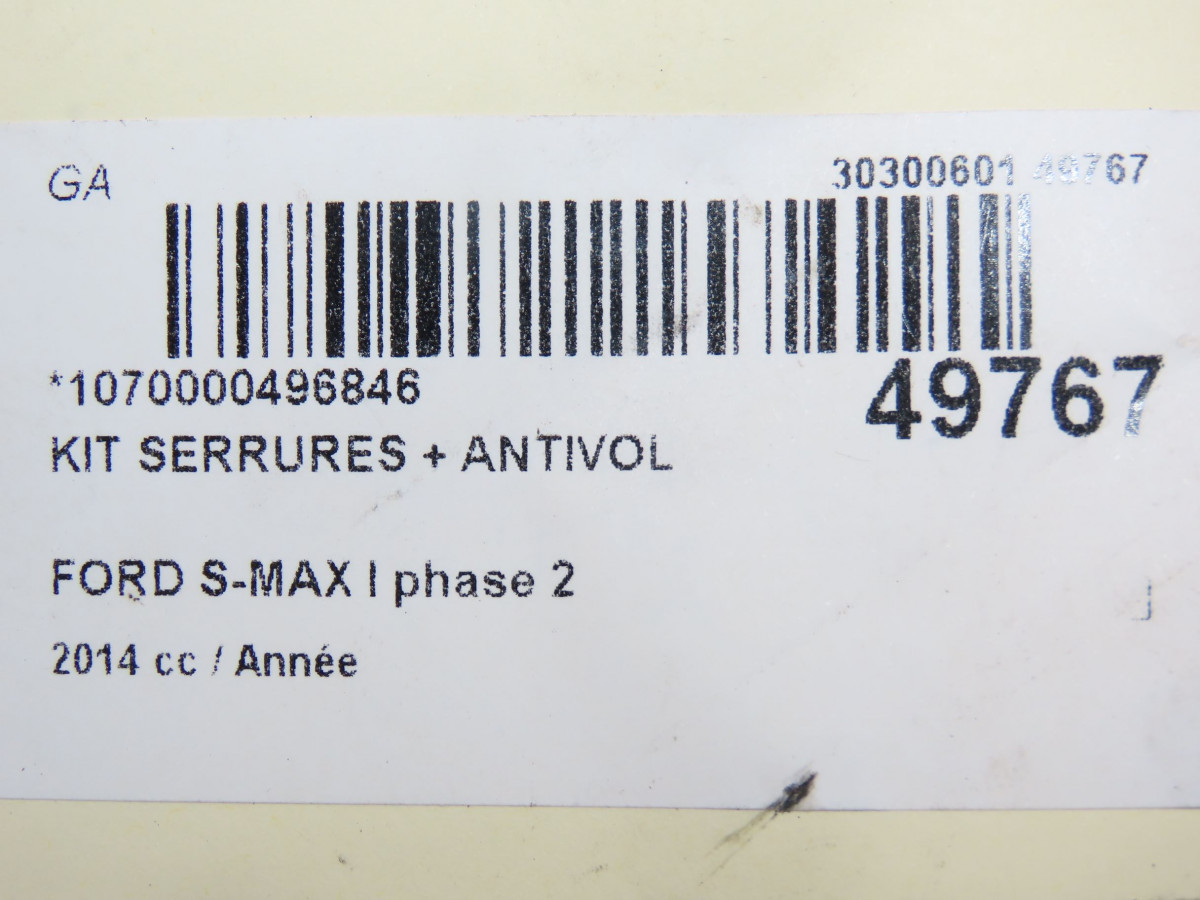 GA
30300601 49767
*1070000496846
49767
KIT SERRURES + ANTIVOL
FORD S-MAX I phase 2
2014 cc / Année